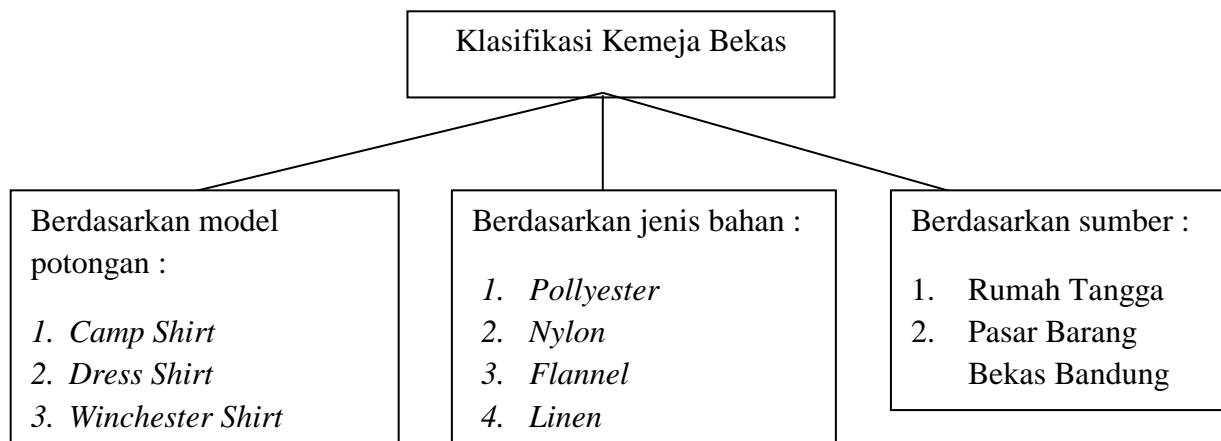 Klasifikasi Kemeja Bekas
Berdasarkan model
potongan :
1. Camp Shirt
2. Dress Shirt
3. Winchester Shirt
Berdasarkan jenis bahan :
1. Pollyester
2. Nylon
3. Flannel
4. Linen
Berdasarkan sumber :
1. Rumah Tangga
2. Pasar Barang
Bekas Bandung